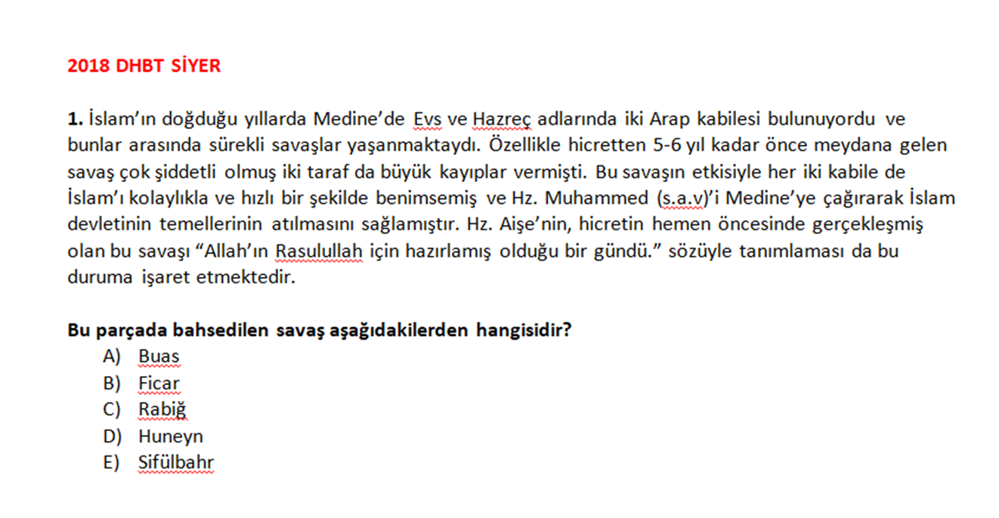 2018 DHBT SİYER
1. İslam’ın doğduğu yıllarda Medine’de Evs ve Hazreç adlarında iki Arap kabilesi bulunuyordu ve
bunlar arasında sürekli savaşlar yaşanmaktaydı. Özellikle hicretten 5-6 yıl kadar önce meydana gelen
savaş çok şiddetli olmuş iki taraf da büyük kayıplar vermişti. Bu savaşın etkisiyle her iki kabile de
İslam’ı kolaylıkla ve hızlı bir şekilde benimsemiş ve Hz. Muhammed (s.a.v)’i Medine’ye çağırarak İslam
devletinin temellerinin atılmasını sağlamıştır. Hz. Aişe’nin, hicretin hemen öncesinde gerçekleşmiş
olan bu savaşı “Allah’ın Rasulullah için hazırlamış olduğu bir gündü.” sözüyle tanımlaması da bu
duruma işaret etmektedir.
Bu parçada bahsedilen savaş aşağıdakilerden hangisidir?
A) Buas
B) Ficar
C) Rabiğ
D) Huneyn
E) Sifülbahr